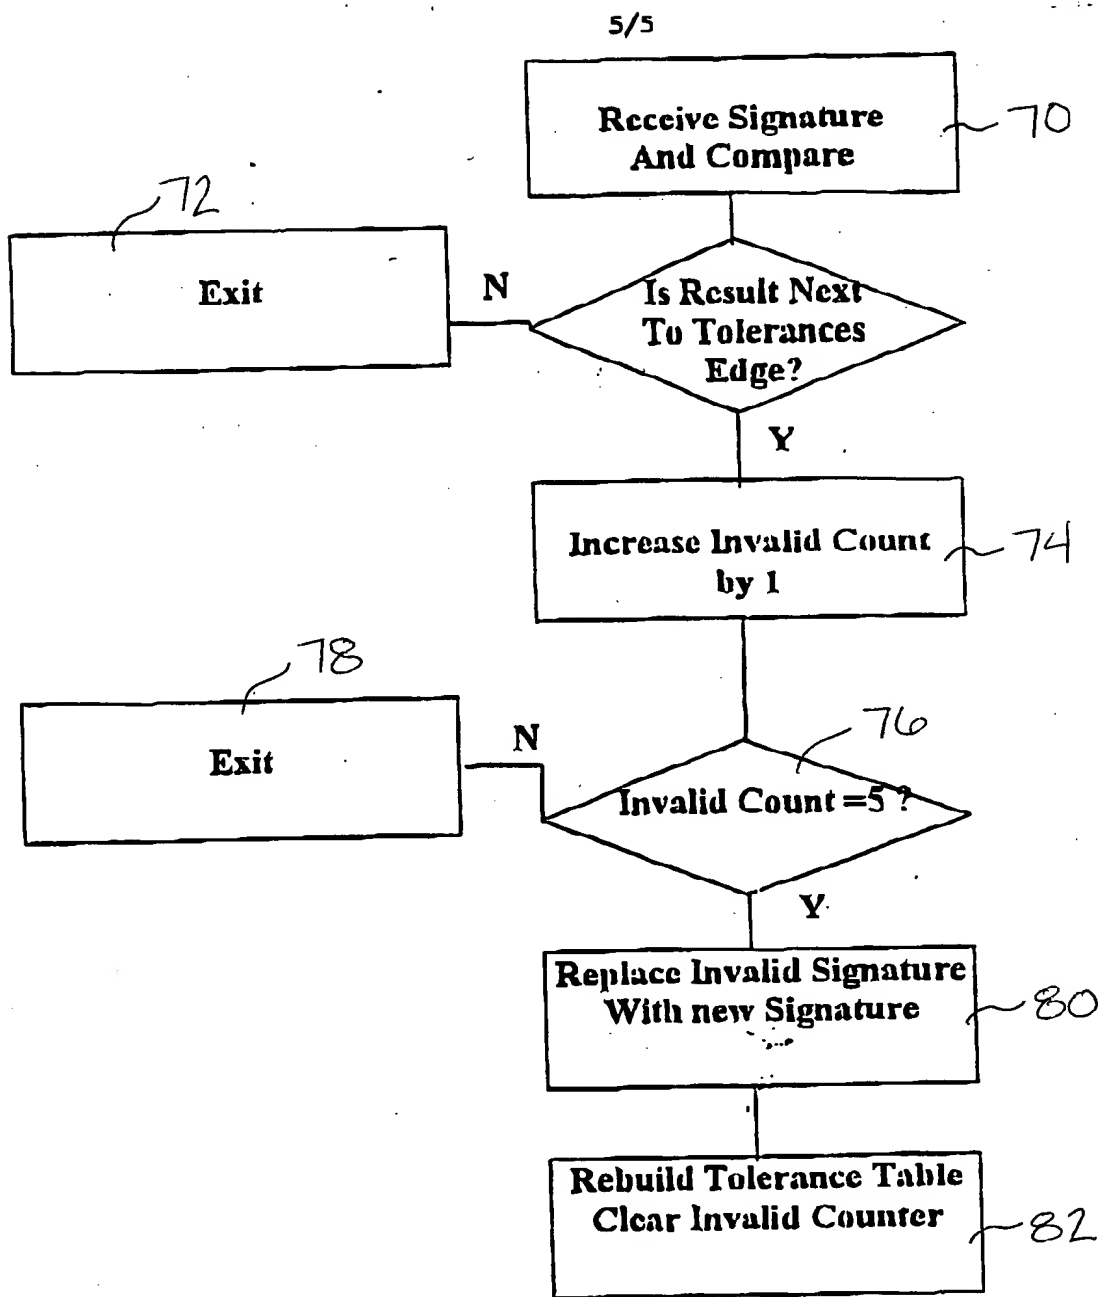 5/5
Receive Signature
And Compare
70
72
Exit
N
Is Result Next
To Tolerances
Edge?
Y
Increase Invalid Count
by 1
74
78
Exit
N
76
Invalid Count =5 ?
Y
Replace Invalid Signature
With new Signature
80
Rebuild Tolerance Table
Clear Invalid Counter
82